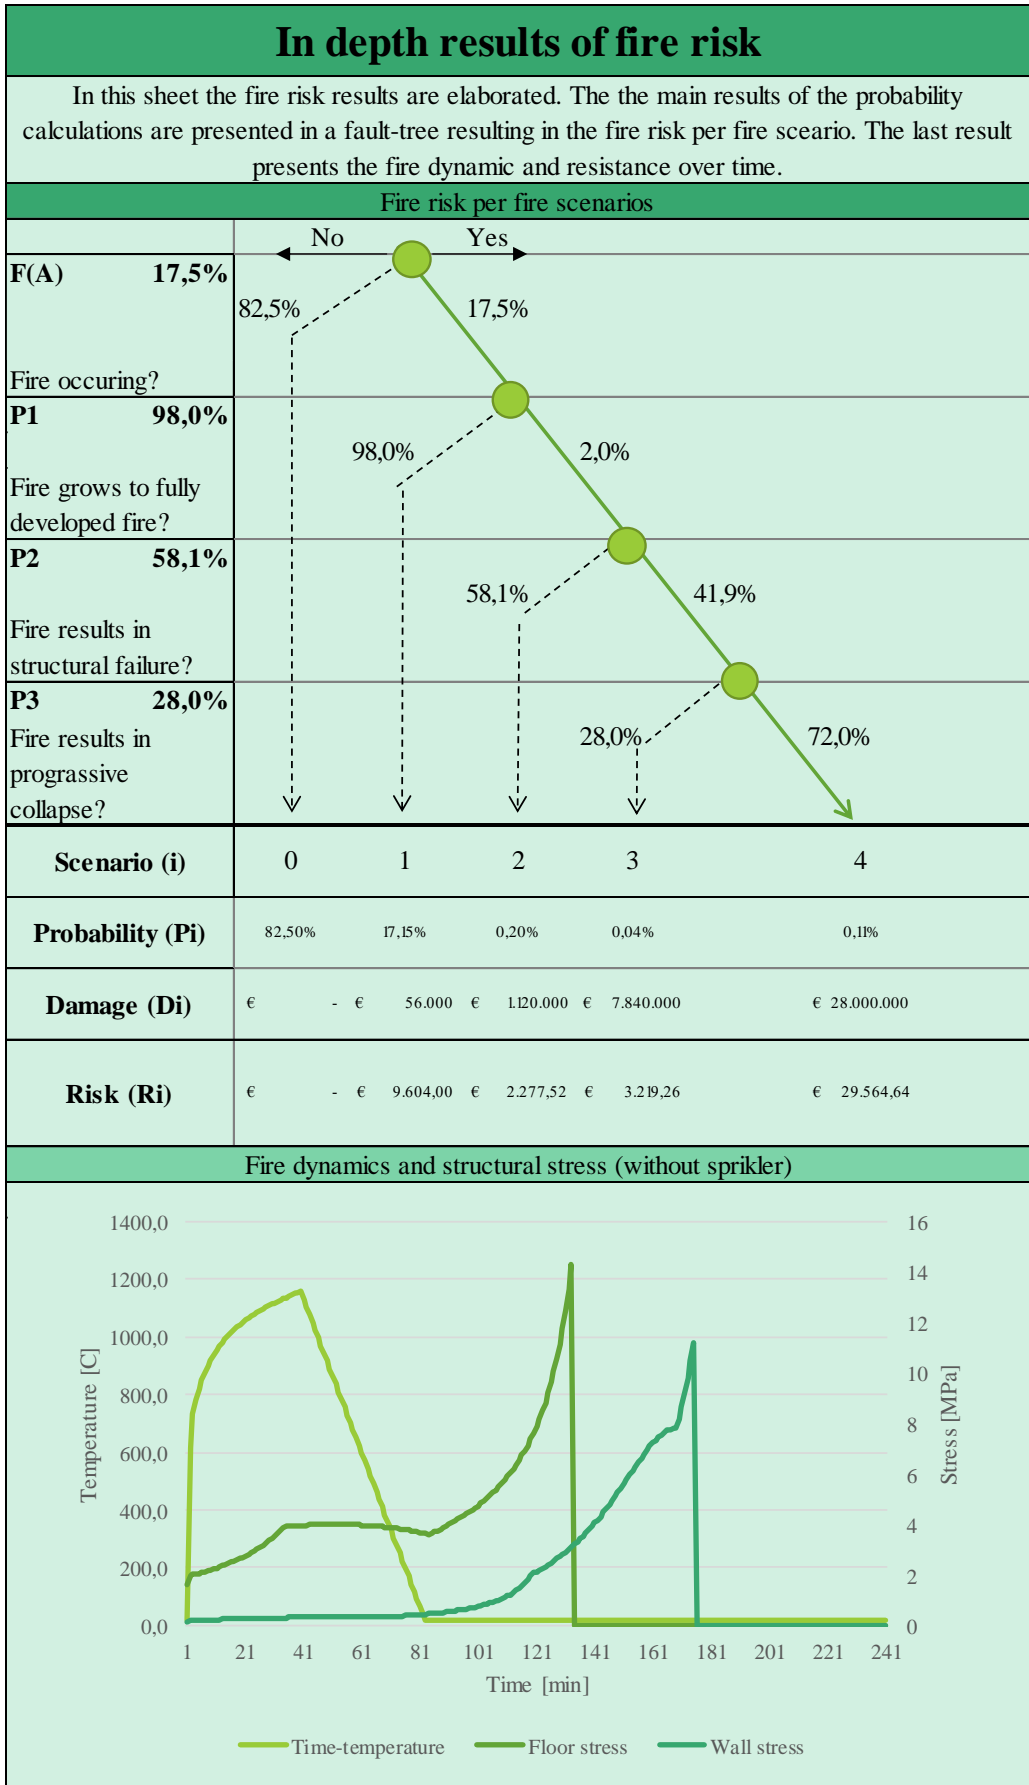 In depth results of fire risk
In this sheet the fire risk results are elaborated. The the main results of the probability
calculations are presented in a fault-tree resulting in the fire risk per fire sceario. The last result
presents the fire dynamic and resistance over time.
Fire risk per fire scenarios
No Yes
F(A) 17,5%
82,5% 17,5%
Fire occuring?
P1 98,0%
98,0% 2,0%
Fire grows to fully
developed fire?
P2 58,1%
58,1% 41,9%
Fire results in
structural failure?
P3 28,0%
Fire results in
28,0% 72,0%
prograssive
collapse?
Scenario (i) 0 1 2 3 4
Probability (Pi) 82,50% 17,15% 0,20% 0,04% 0,11%
Damage (Di) € - € 56.000 € 1.120.000 € 7.840.000 € 28.000.000
Risk (Ri) € - € 9.604,00 € 2.277,52 € 3.219,26 € 29.564,64
Fire dynamics and structural stress (without sprikler)
1400,0 16
1200,0 14
12
1000,0
10
800,0
8
600,0
6
400,0
4
200,0
2
0,0 0
Temperature [C]
Stress [MPa]
1 21 41 61 81 101 121 141 161 181 201 221 241
Time [min]
Time-temperature Floor stress Wall stress